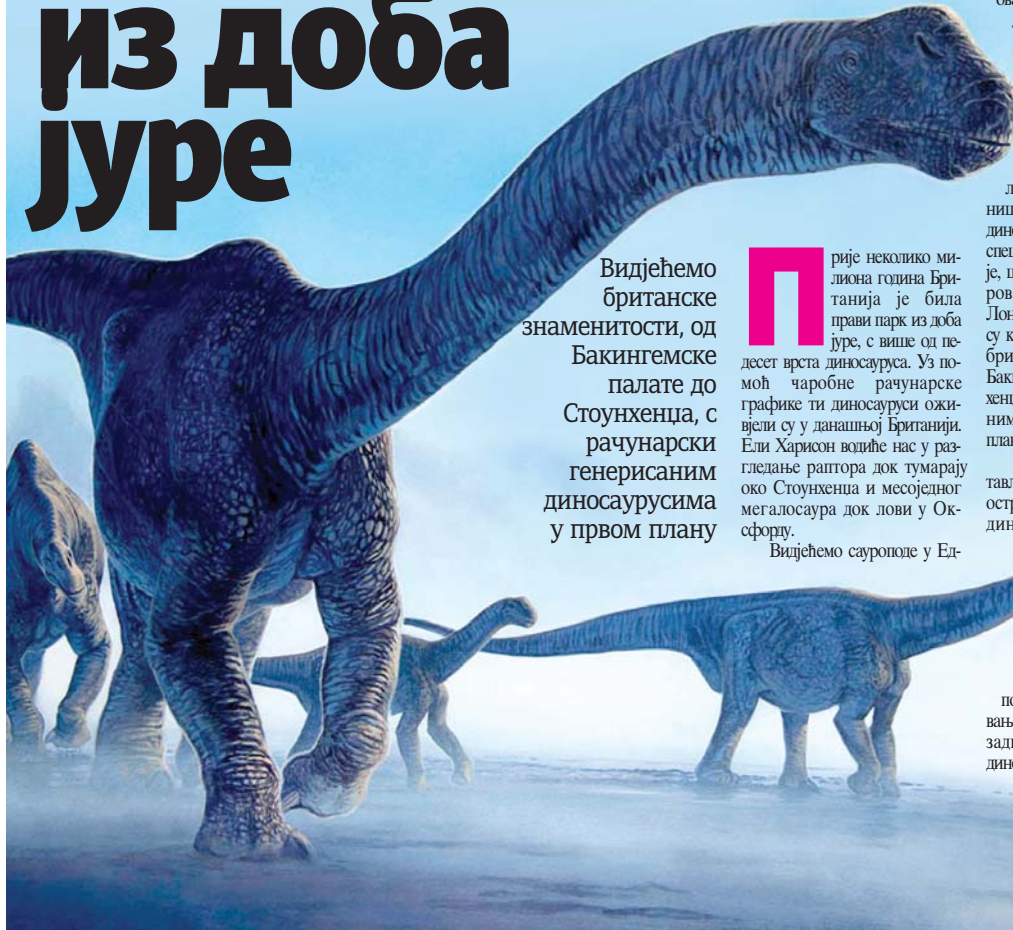 из доба
јуре
Видјећемо
британске
знаменитости, од
Бакингемске
палате до
Стоунхенџа, с
рачунарски
генерисаним
диносаурусима
у првом плану
Прије неколико ми-
лиона година Бри-
танија је била
прави парк из доба
јуре, с више од пе-
десет врста диносауруса. Уз по-
моћ чаробне рачунарске
графике ти диносауруси ожи-
вјели су у данашњој Британији.
Ели Харисон водиће нас у раз-
гледање раптора док тумарају
око Стоунхенџа и месоједног
мегалосаура док лови у Ок-
сфорду.
Видјећемо сауроподе у Ед-